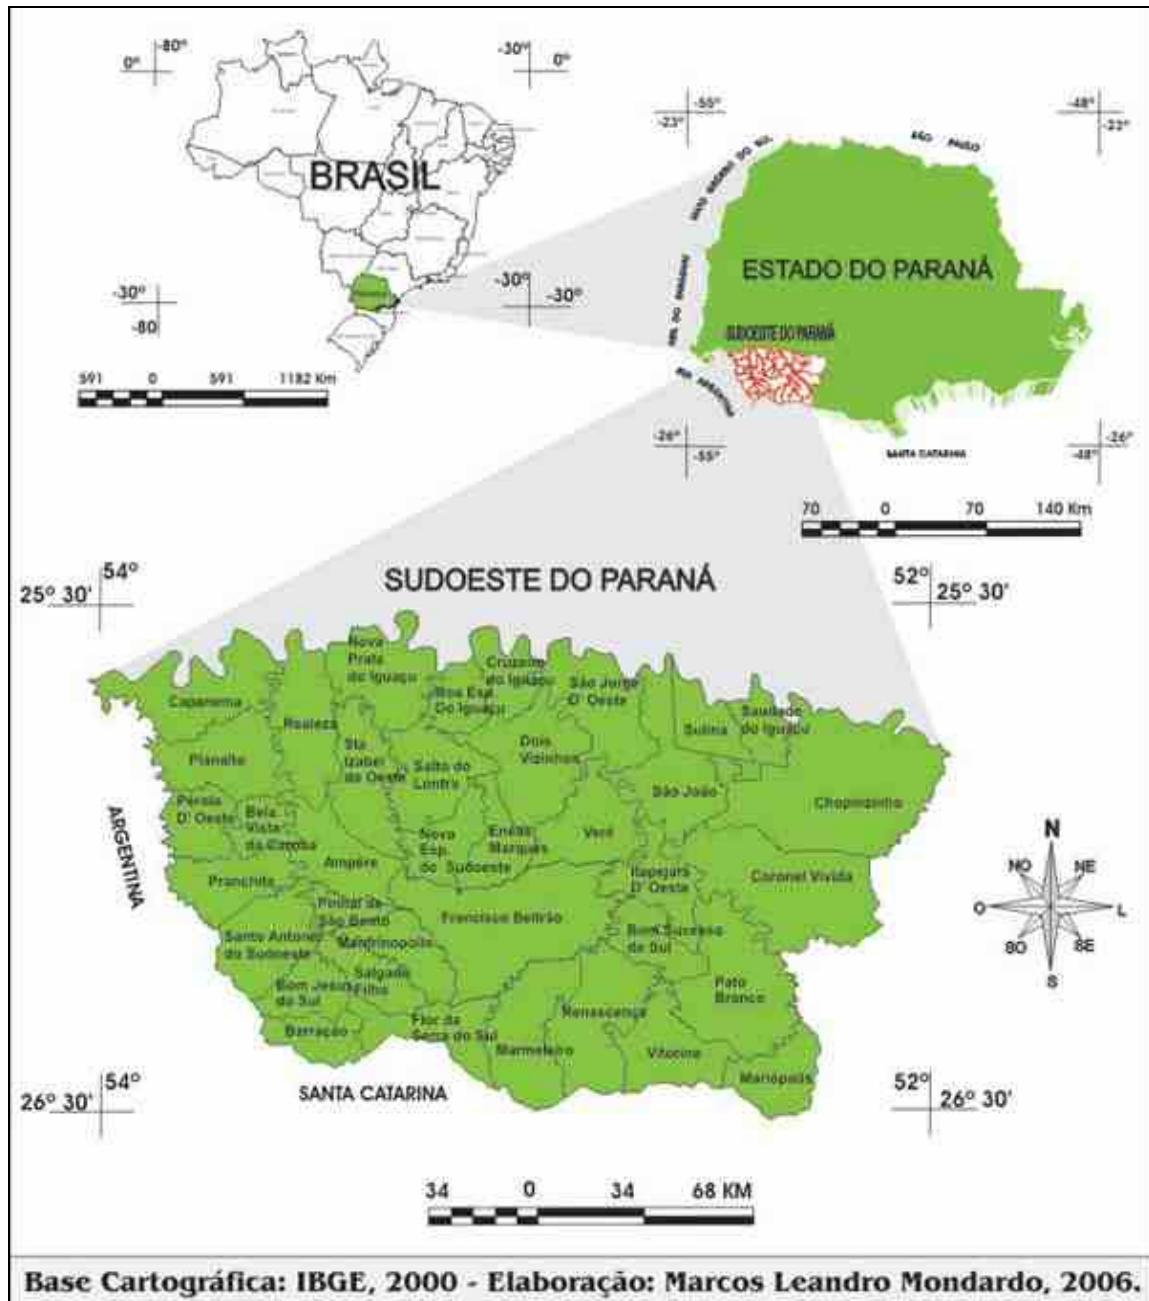 -80°
0°
-30°
0°
BRASIL
-30°
-80
-30°
-30°
591 0 591 1182 Km
-55°
-23°
-48°
-23°
MATO GROSSO DO SUL
SÃO PAULO
REP. DO PARAGUAI
ESTADO DO PARANÁ
SUDOESTE DO PARANÁ
REP. ARGENTINA
-26°
-55°
-26°
-48°
SANTA CATARINA
70 0 70 140 Km
SUDOESTE DO PARANÁ
54°
25° 30'
52°
25° 30'
Nova
Prata
do Iguaçu
Cruzeiro
do Iguaçu
Boa Esp.
Do Iguaçu
São Jorge
D' Oeste
Capanema
Realeza
Sulina
Saudade
do Iguaçu
Planalto
Sta
Izabel
do Oeste
Salto do
Lontra
Dois
Vizinhos
São João
Chopinzinho
Pérola
D' Oeste
Bela
Vista
da Caroba
Ampére
Nova
Esp.
do Sudoeste
Enéas
Marques
Verê
ARGENTINA
Pranchita
Itapejara
D' Oeste
Coronel Vivida
Pinhal de
São Bento
Francisco Beltrão
Santo Antonio
do Sudoeste
Manfrinopolis
Bom Sucesso
do Sul
Bom Jesus
do Sul
Salgado
Filho
Pato
Branco
Barracão
Flor da
Serra do Sul
Renascença
Marmeleiro
Vitorino
Mariópolis
N
NO NE
O L
SO SE
S
SANTA CATARINA
54°
26° 30'
52°
26° 30'
34 0 34 68 KM
Base Cartográfica: IBGE, 2000 - Elaboração: Marcos Leandro Mondardo, 2006.